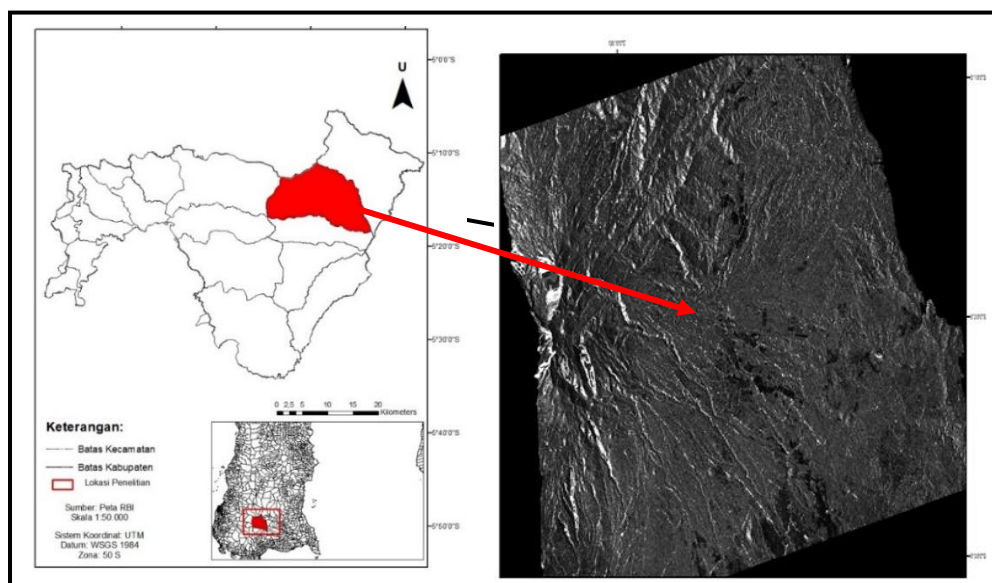 U
5°0'0"S
5°10'0"S
5°20'0"S
5°30'0"S
5°40'0"S
5°50'0"S
0 2,5 5 10 15 20
Kilometers
Keterangan:
Batas Kecamatan
Batas Kabupaten
Lokasi Penelitian
Sumber: Peta RBI
Skala 1:50.000
Sistem Koordinat: UTM
Datum: WSGS 1984
Zona: 50 S